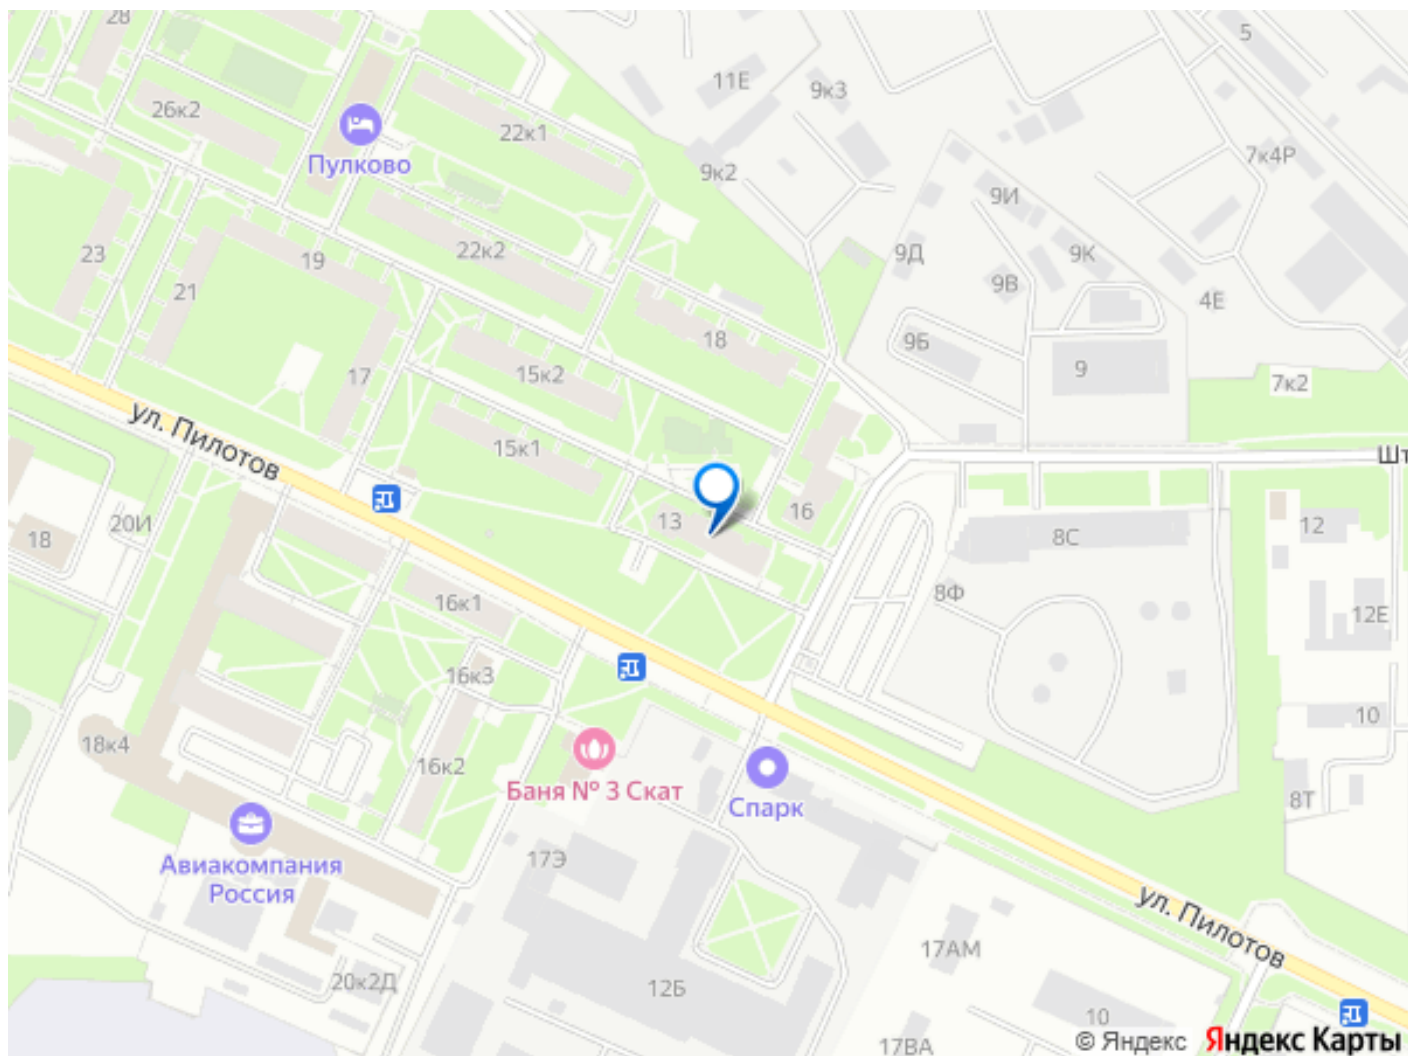 28
5
11Е
9к3
26к2
22к1
7к4Р
Пулково
9к2
9И
23
22к2
9Д
9К
19
21
9В
4Е
18
9Б
15к2
17
9
7к2
ул. Пилотов
15к1
Шт
13
16
20И
12
18
8С
16к1
8Ф
12Е
16к3
10
18к4
16к2
Баня № 3 Скат
Спарк
8Т
Авиакомпания
Россия
17Э
ул. Пилотов
17АМ
20к2Д
12Б
10
17ВА
© Яндекс
Яндекс Карты